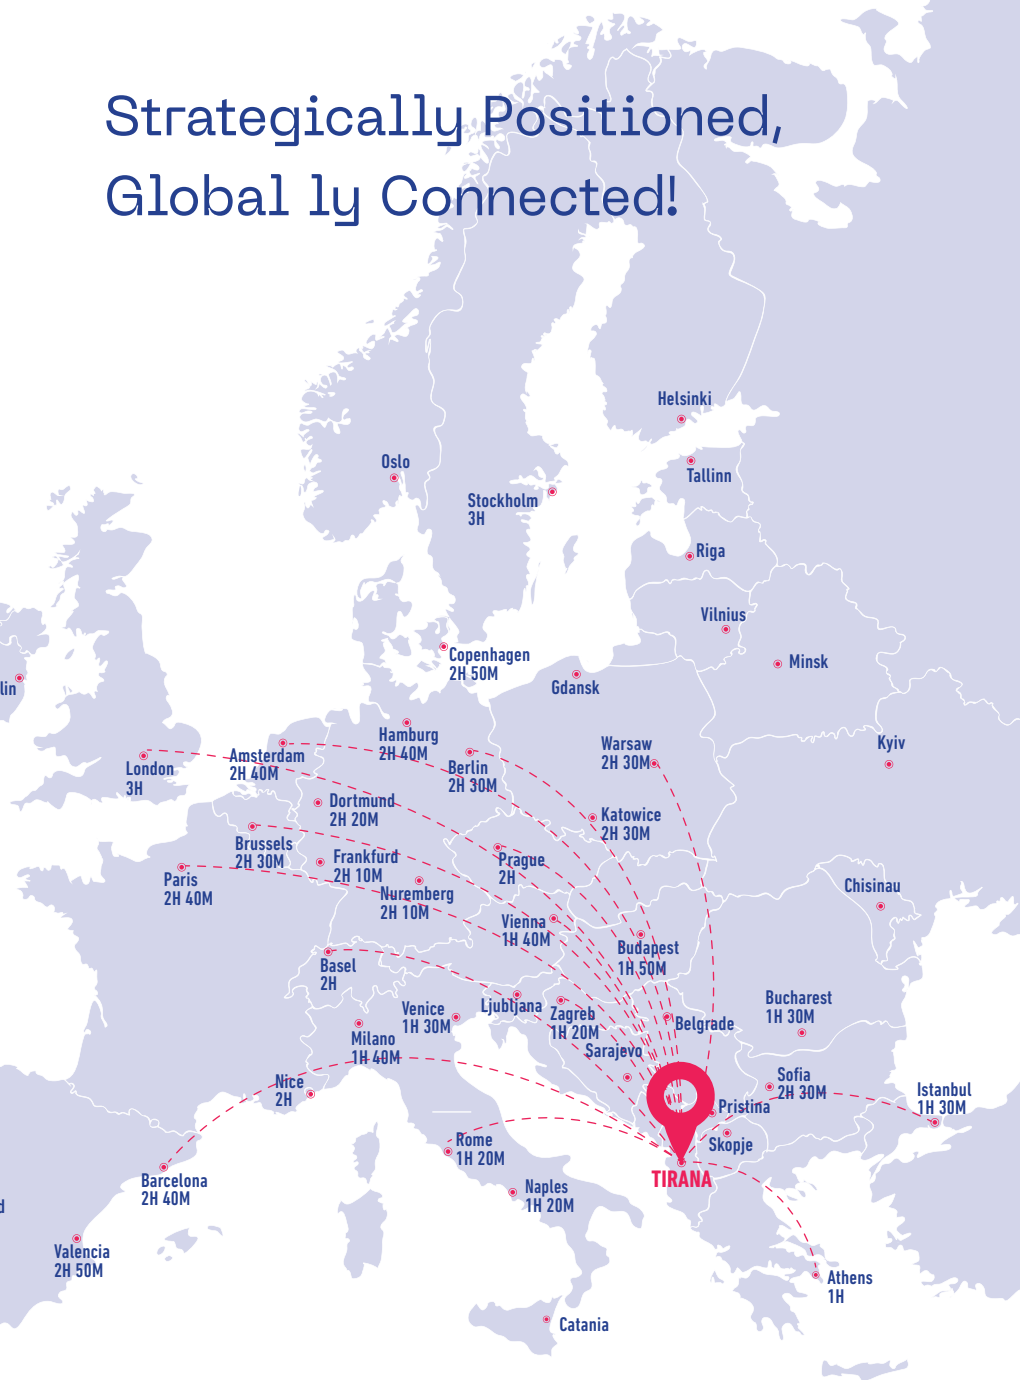 Strategically Positioned,
Global ly Connected!
Helsinki
Oslo
Tallinn
Stockholm
3H
Riga
Vilnius
Copenhagen
2H 50M
Minsk
lin
Gdansk
Hamburg
2H 40M
Warsaw
2H 30M
Kyiv
Amsterdam
2H 40M
London
3H
Berlin
2H 30M
Dortmund
2H 20M
Katowice
2H 30M
Brussels
2H 30M
Frankfurd
2H 10M
Prague
2H
Paris
2H 40M
Nuremberg
2H 10M
Chisinau
Vienna
1H 40M
Budapest
1H 50M
Basel
2H
Venice
1H 30M
Ljubljana
Zagreb
1H 20M
Bucharest
1H 30M
Belgrade
Milano
1H 40M
Sarajevo
Nice
2H
Sofia
2H 30M
Istanbul
1H 30M
Pristina
Skopje
Rome
1H 20M
TIRANA
Barcelona
2H 40M
Naples
1H 20M
d
Valencia
2H 50M
Athens
1H
Catania